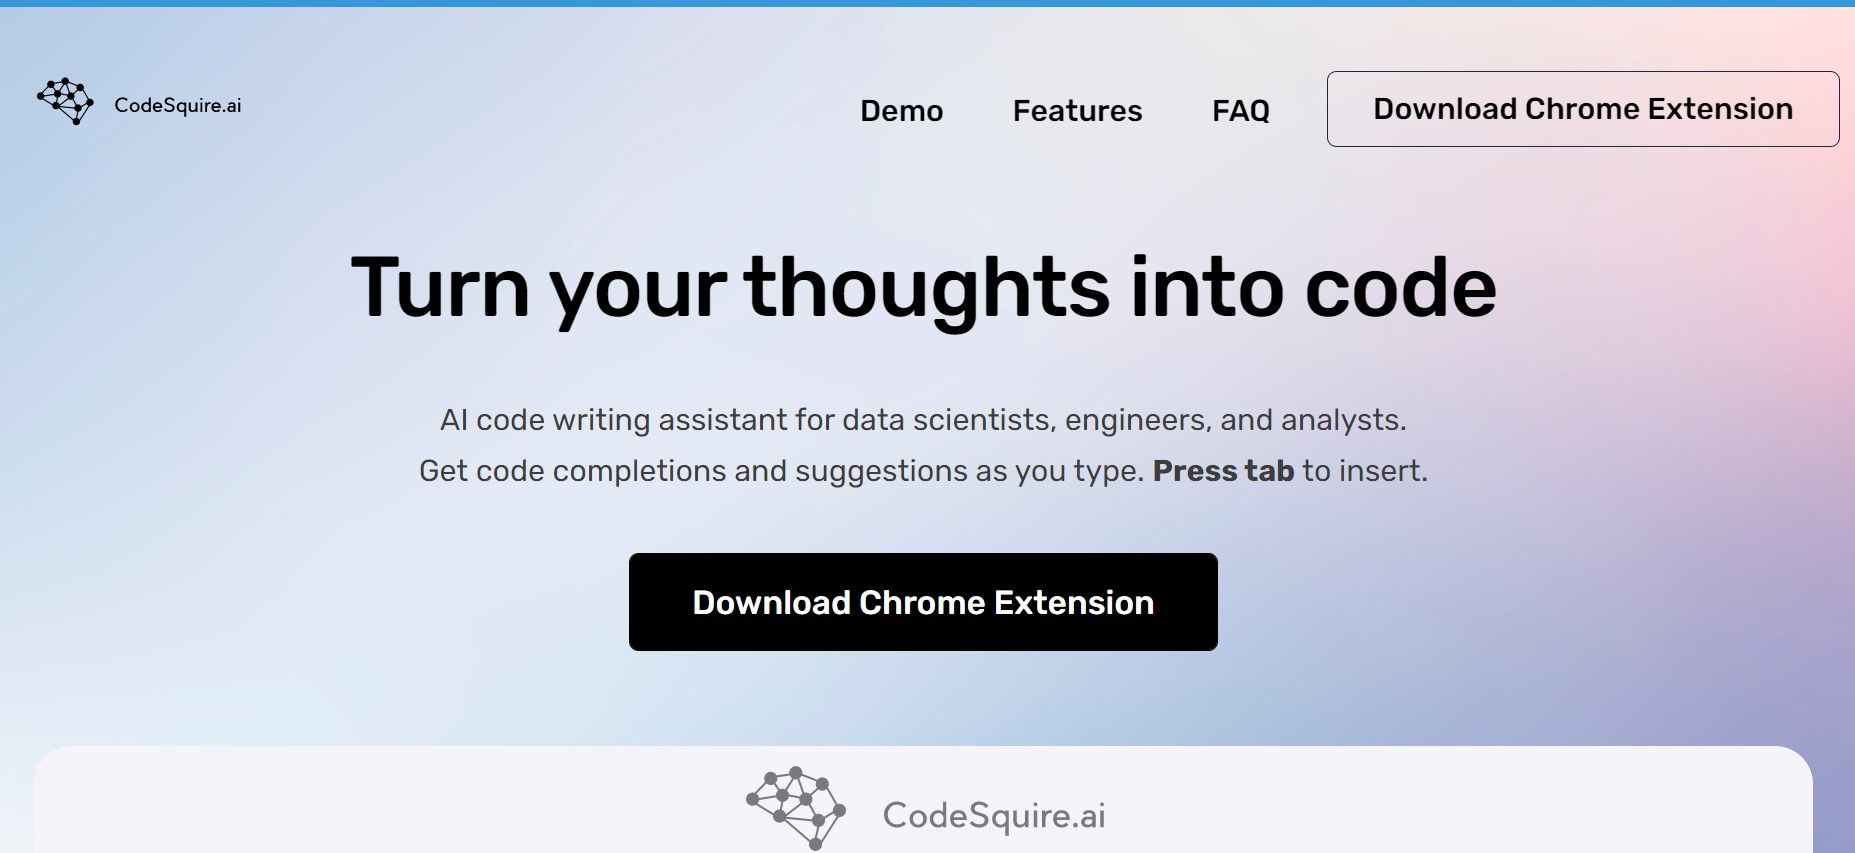 CodeSquire.ai
Demo
Features
FAQ
Download Chrome Extension
Turn your thoughts into code
AI code writing assistant for data scientists, engineers, and analysts.
Get code completions and suggestions as you type. Press tab to insert.
Download Chrome Extension
CodeSquire.ai